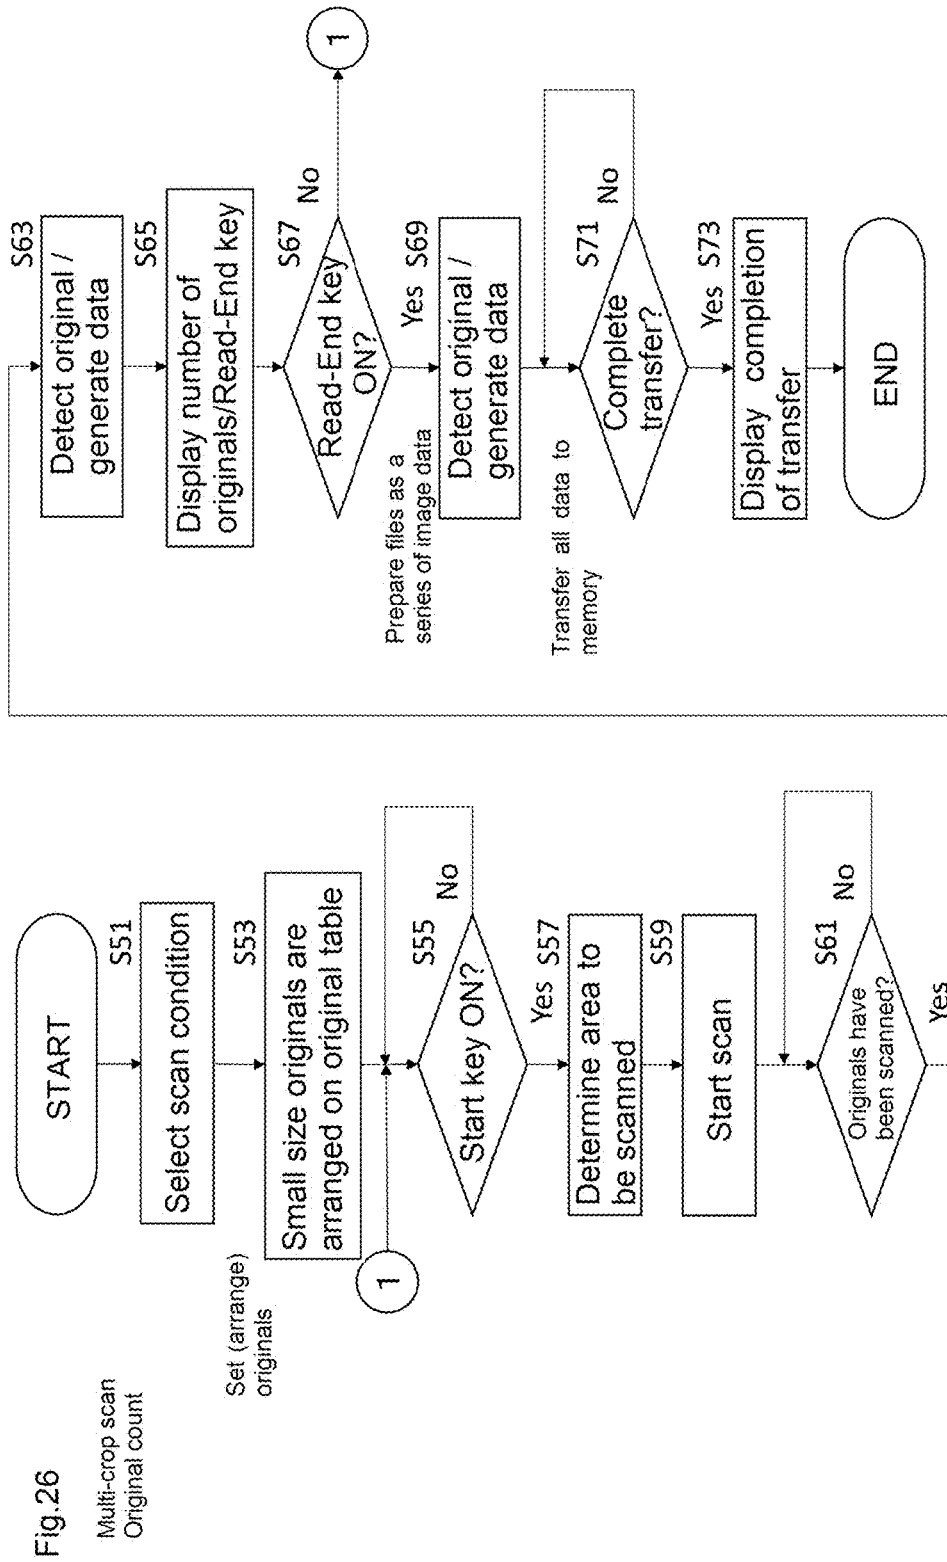 Fig.26
Multi-crop scan
Original count
START
S51
Select scan condition
Set (arrange)
originals
S53
Small size originals are
arranged on original table
1
S55
Start key ON?
No
Yes
S57
Determine area to
be scanned
S59
Start scan
S61
Originals have
been scanned?
No
Yes
S63
Detect original /
generate data
S65
Display number of
originals/Read-End key
S67
Read-End key
ON?
No
1
Yes
Prepare files as a
series of image data
S69
Detect original /
generate data
Transfer all data to
memory
S71
Complete
transfer?
No
Yes
S73
Display completion
of transfer
END